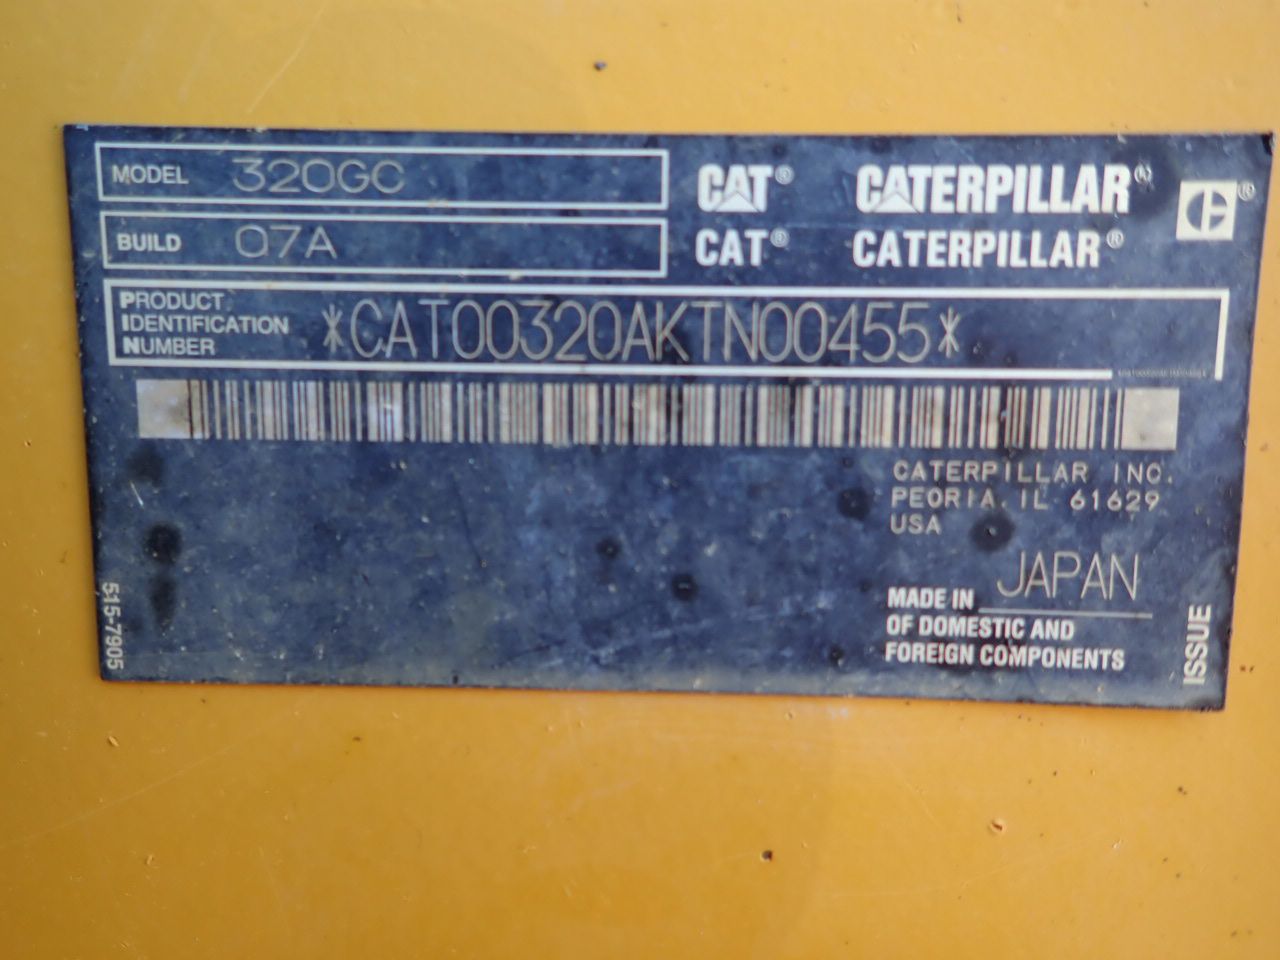 MODEL 320GC
BUILD 07A
CAT® CATERPILLAR®
CAT® CATERPILLAR®
PRODUCT
IDENTIFICATION
NUMBER
*CAT00320AKTN00455*
CATERPILLAR INC.
PEORIA, IL 61629
USA
MADE IN JAPAN
OF DOMESTIC AND
FOREIGN COMPONENTS
515-7905
ISSUE